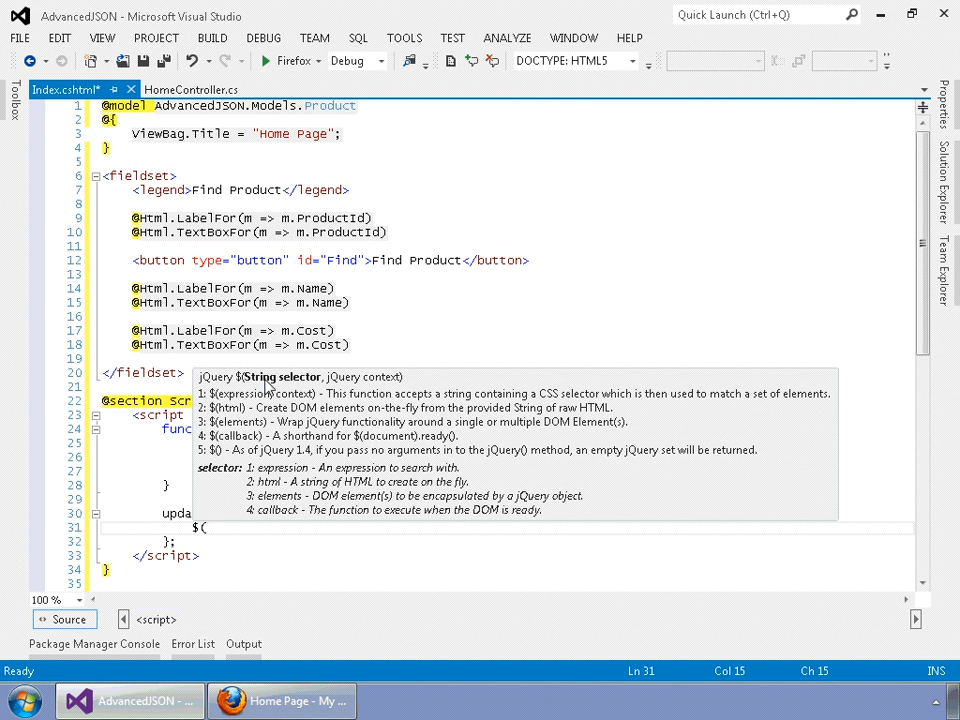 AdvancedJSON - Microsoft Visual Studio
Quick Launch (Ctrl+Q)
FILE EDIT VIEW PROJECT BUILD DEBUG TEAM SQL TOOLS TEST ANALYZE WINDOW HELP
Firefox Debug DOCTYPE: HTML5
Index.cshtml* HomeController.cs
Toolbox
Properties
Solution Explorer
Team Explorer
1 @model AdvancedJSON.Models.Product
2 @{
3 ViewBag.Title = "Home Page";
4 }
5
6 <fieldset>
7 <legend>Find Product</legend>
8
9 @Html.LabelFor(m => m.ProductId)
10 @Html.TextBoxFor(m => m.ProductId)
11
12 <button type="button" id="Find">Find Product</button>
13
14 @Html.LabelFor(m => m.Name)
15 @Html.TextBoxFor(m => m.Name)
16
17 @Html.LabelFor(m => m.Cost)
18 @Html.TextBoxFor(m => m.Cost)
19
20 </fieldset>
jQuery $(String selector, jQuery context)
21
1: $(expression, context) - This function accepts a string containing a CSS selector which is then used to match a set of elements.
22 @section Scr
2: $(html) - Create DOM elements on-the-fly from the provided String of raw HTML.
23 <script
3: $(elements) - Wrap jQuery functionality around a single or multiple DOM Element(s).
24 func
4: $(callback) - A shorthand for $(document).ready().
25
5: $() - As of jQuery 1.4, if you pass no arguments in to the jQuery() method, an empty jQuery set will be returned.
26
selector: 1: expression - An expression to search with.
27
2: html - A string of HTML to create on the fly.
28 }
3: elements - DOM element(s) to be encapsulated by a jQuery object.
29
4: callback - The function to execute when the DOM is ready.
30 upda
31 $(
32 };
33 </script>
34 }
35
100 %
Source <script>
Package Manager Console Error List Output
Ready Ln 31 Col 15 Ch 15 INS
AdvancedJSON - ... Home Page - My ...